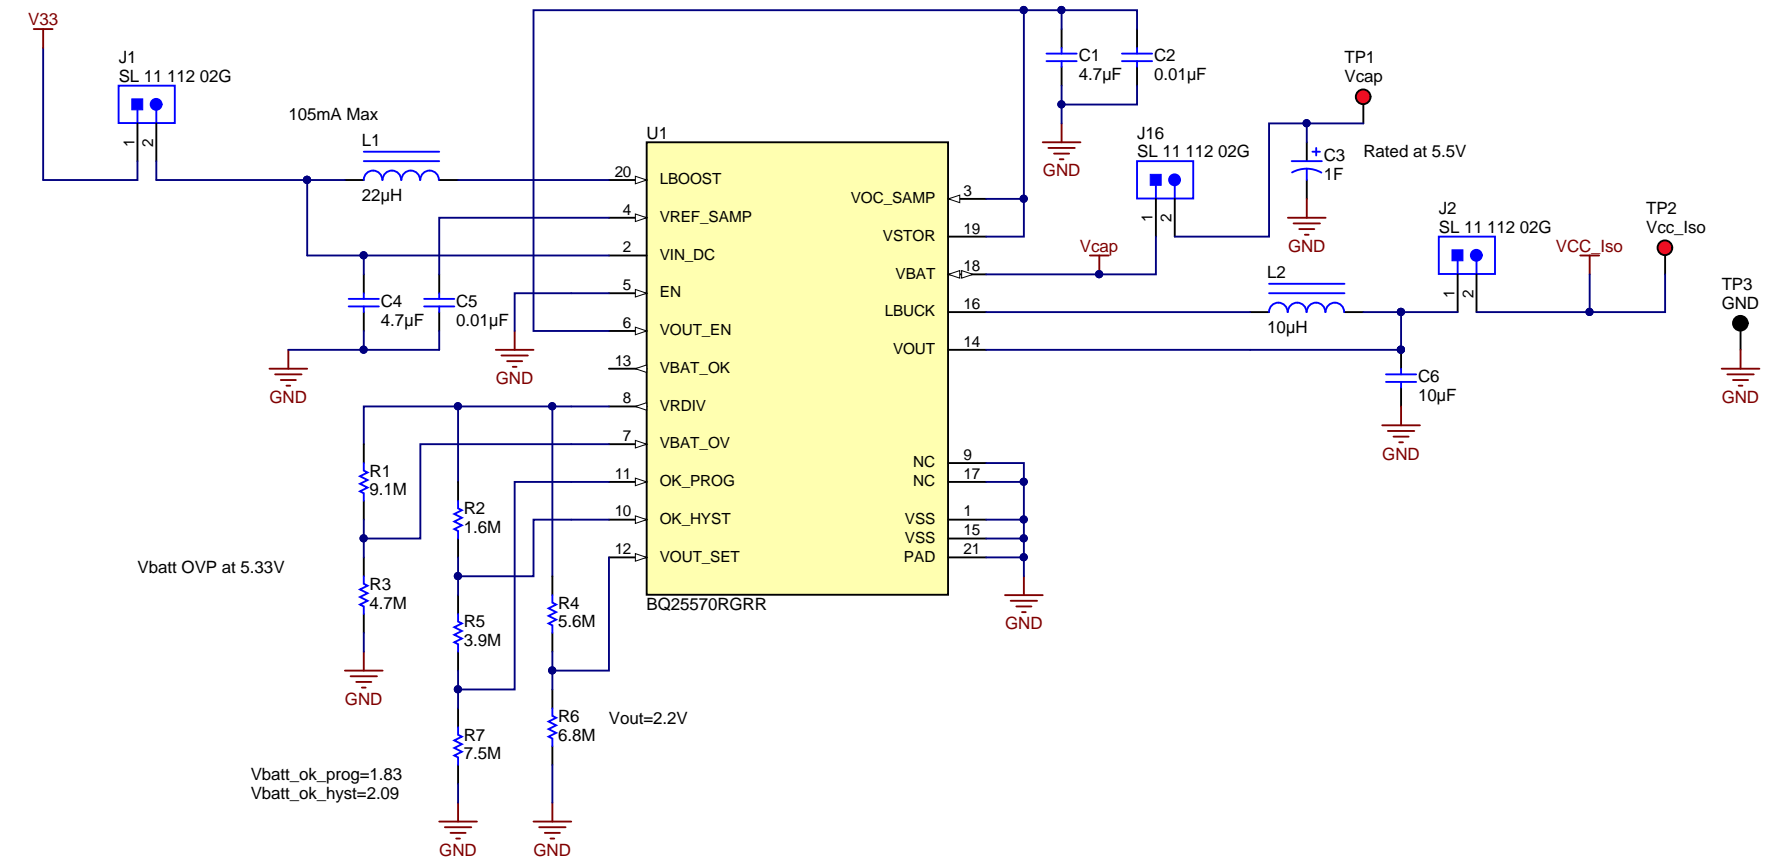 V33
J1
SL 11 112 02G
1
2
105mA Max
L1
22µH
C4
4.7µF
C5
0.01µF
GND
GND
U1
20
LBOOST
4
VREF_SAMP
2
VIN_DC
5
EN
6
VOUT_EN
13
VBAT_OK
8
VRDIV
7
VBAT_OV
11
OK_PROG
10
OK_HYST
12
VOUT_SET
VOC_SAMP
3
VSTOR
19
VBAT
18
LBUCK
16
VOUT
14
NC
9
NC
17
VSS
1
VSS
15
PAD
21
BQ25570RGRR
GND
C1
4.7µF
C2
0.01µF
GND
J16
SL 11 112 02G
1
2
Vcap
TP1
Vcap
C3
1F
+
Rated at 5.5V
GND
L2
10µH
J2
SL 11 112 02G
1
2
VCC_Iso
TP2
Vcc_Iso
C6
10µF
GND
TP3
GND
GND
R1
9.1M
R3
4.7M
GND
Vbatt OVP at 5.33V
R2
1.6M
R5
3.9M
R7
7.5M
GND
Vbatt_ok_prog=1.83
Vbatt_ok_hyst=2.09
R4
5.6M
R6
6.8M
GND
Vout=2.2V